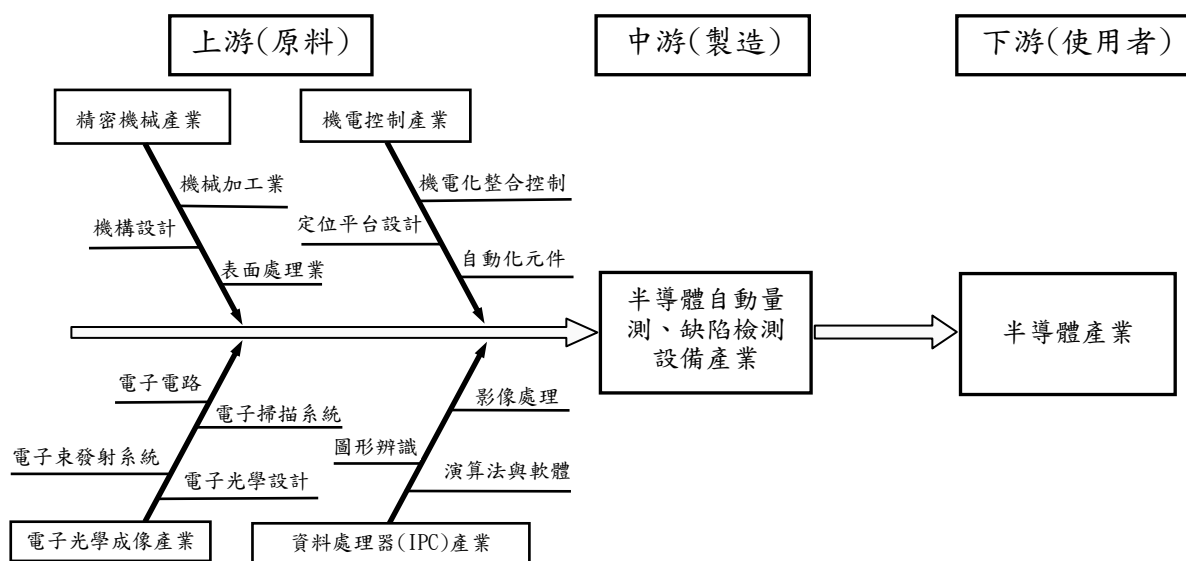 上游(原料)
中游(製造)
下游(使用者)
精密機械產業
機電控制產業
機械加工業
機電化整合控制
機構設計
定位平台設計
表面處理業
自動化元件
半導體自動量
測、缺陷檢測
設備產業
半導體產業
電子電路
影像處理
電子掃描系統
圖形辨識
電子束發射系統
電子光學設計
演算法與軟體
電子光學成像產業
資料處理器(IPC)產業